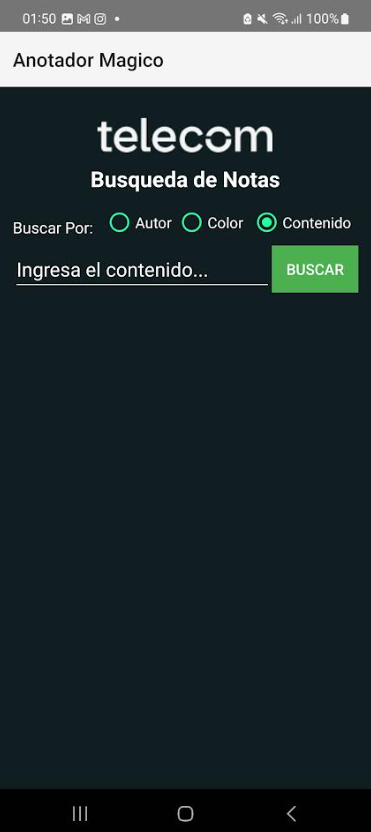 01:50 100%
Anotador Magico
telecom
Busqueda de Notas
Buscar Por: Autor Color Contenido
Ingresa el contenido... BUSCAR